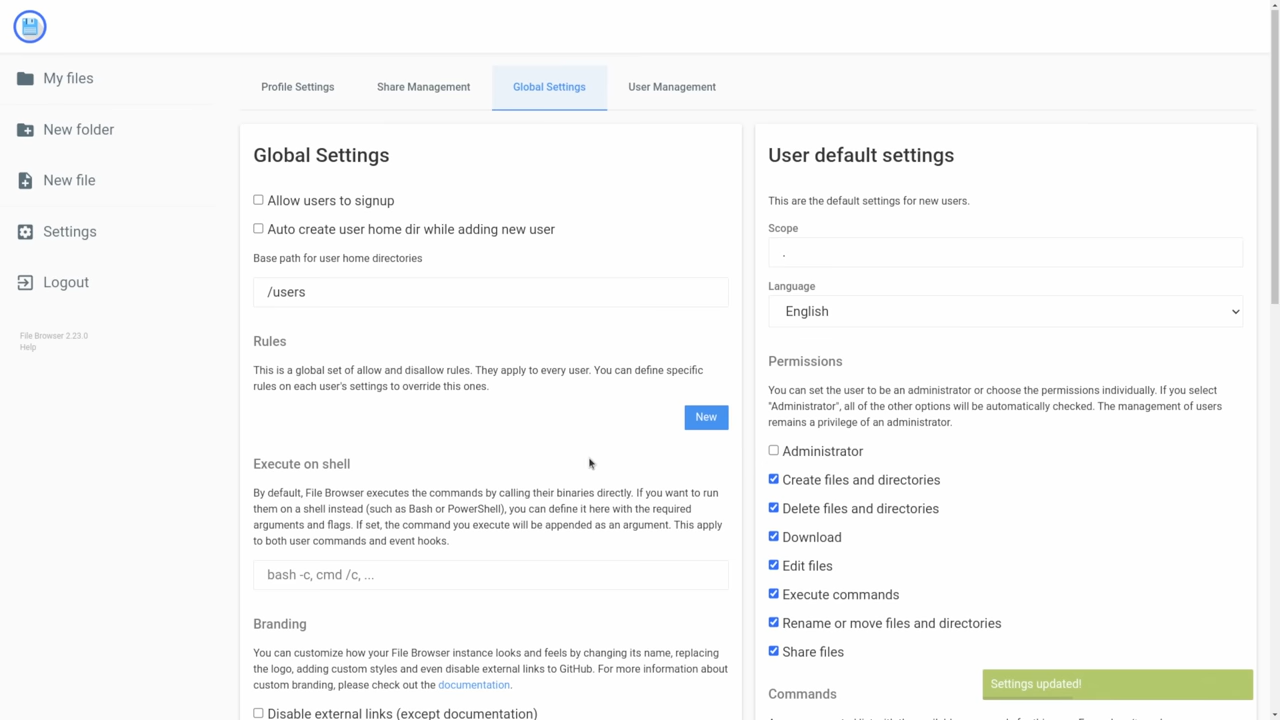 My files
New folder
New file
Settings
Logout
File Browser 2.23.0
Help
Profile Settings
Share Management
Global Settings
User Management
Global Settings
Allow users to signup
Auto create user home dir while adding new user
Base path for user home directories
/users
Rules
This is a global set of allow and disallow rules. They apply to every user. You can define specific
rules on each user's settings to override this ones.
New
Execute on shell
By default, File Browser executes the commands by calling their binaries directly. If you want to run
them on a shell instead (such as Bash or PowerShell), you can define it here with the required
arguments and flags. If set, the command you execute will be appended as an argument. This apply
to both user commands and event hooks.
bash -c, cmd /c, ...
Branding
You can customize how your File Browser instance looks and feels by changing its name, replacing
the logo, adding custom styles and even disable external links to GitHub. For more information about
custom branding, please check out the documentation.
Disable external links (except documentation)
User default settings
This are the default settings for new users.
Scope
.
Language
English
Permissions
You can set the user to be an administrator or choose the permissions individually. If you select
"Administrator", all of the other options will be automatically checked. The management of users
remains a privilege of an administrator.
Administrator
Create files and directories
Delete files and directories
Download
Edit files
Execute commands
Rename or move files and directories
Share files
Commands
Settings updated!